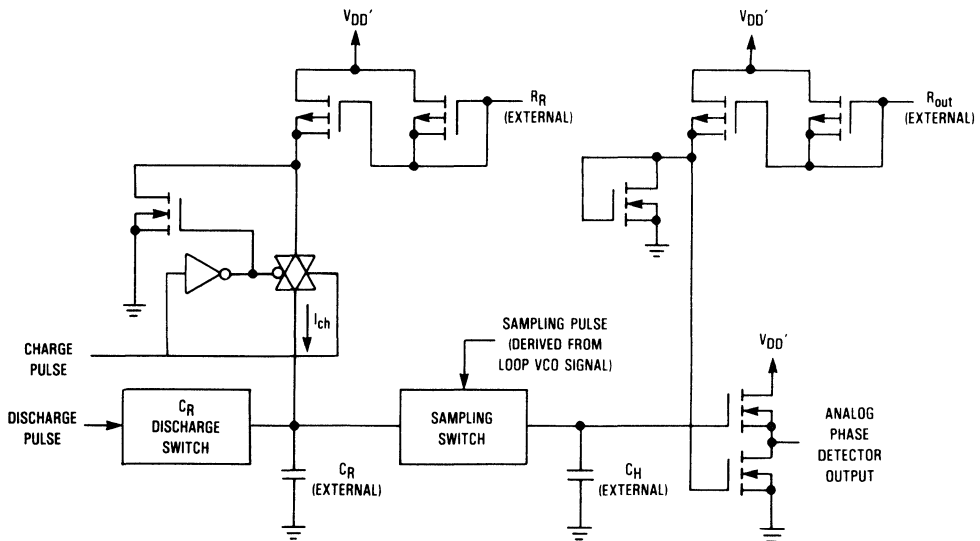 VDD'
VDD'
RR
(EXTERNAL)
Rout
(EXTERNAL)
Ich
CHARGE
PULSE
SAMPLING PULSE
(DERIVED FROM
LOOP VCO SIGNAL)
VDD'
DISCHARGE
PULSE
CR
DISCHARGE
SWITCH
SAMPLING
SWITCH
ANALOG
PHASE
DETECTOR
OUTPUT
CR
(EXTERNAL)
CH
(EXTERNAL)